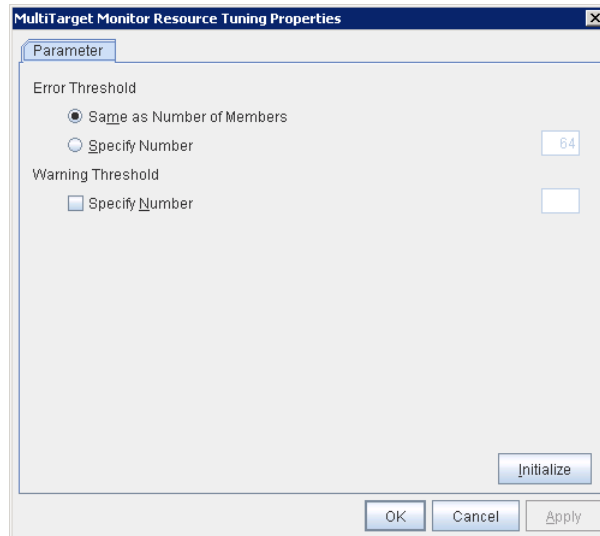 MultiTarget Monitor Resource Tuning Properties
Parameter
Error Threshold
Same as Number of Members
Specify Number 64
Warning Threshold
Specify Number
Initialize
OK Cancel Apply